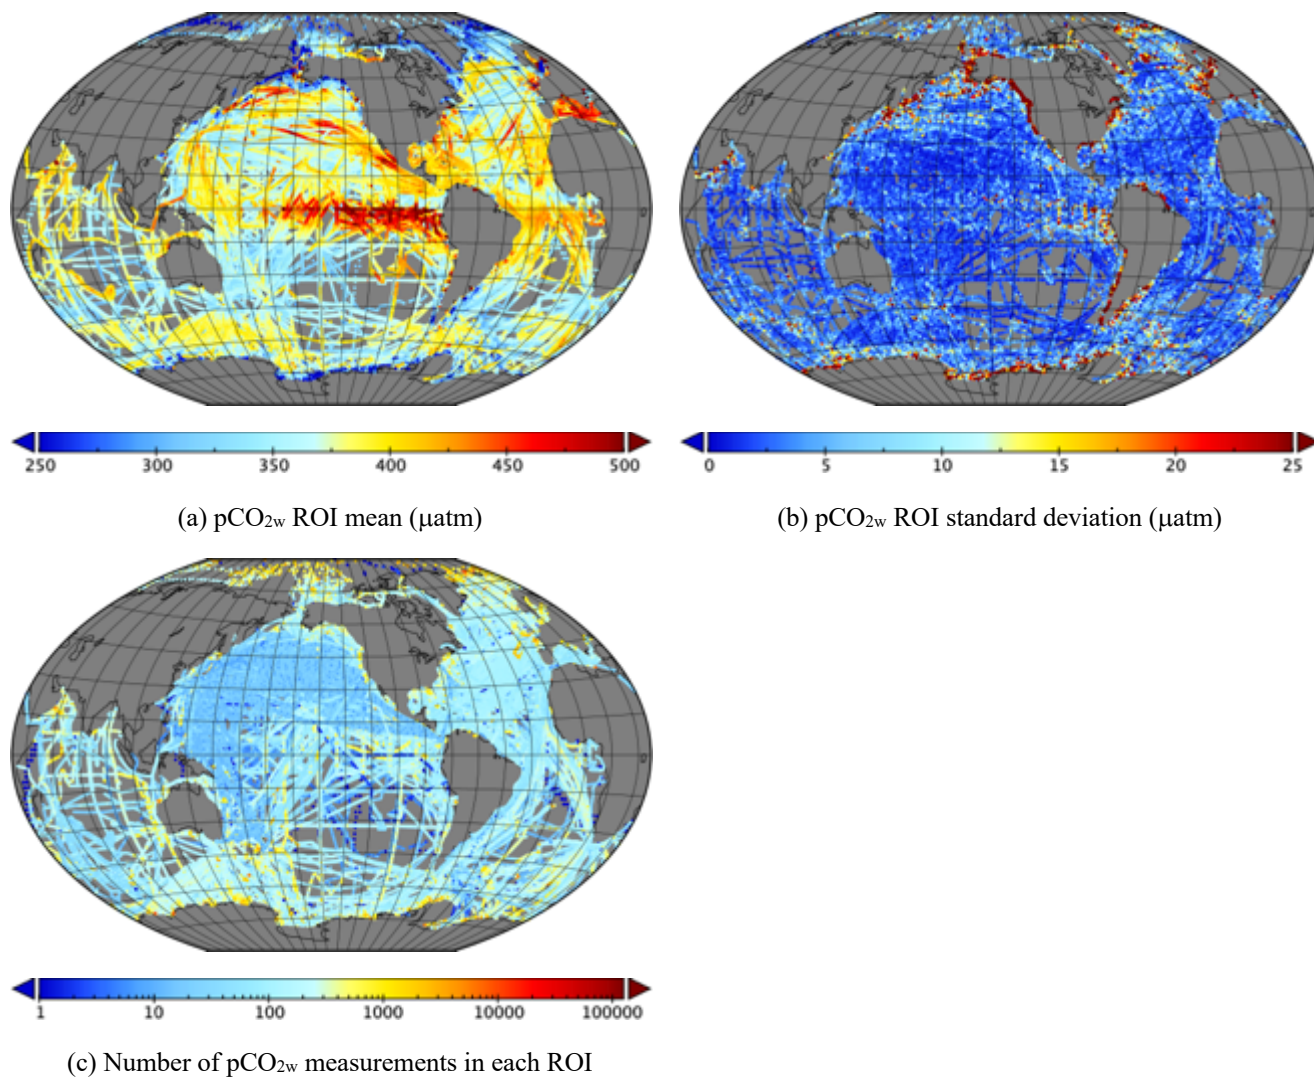 250 300 350 400 450 500
0 5 10 15 20 25
(a) pCO2w ROI mean (µatm)
(b) pCO2w ROI standard deviation (µatm)
1 10 100 1000 10000 100000
(c) Number of pCO2w measurements in each ROI